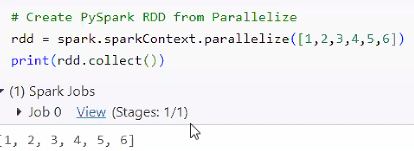 # Create PySpark RDD from Parallelize
rdd = spark.sparkContext.parallelize([1,2,3,4,5,6])
print(rdd.collect())
(1) Spark Jobs
Job 0 View (Stages: 1/1)
[1, 2, 3, 4, 5, 6]